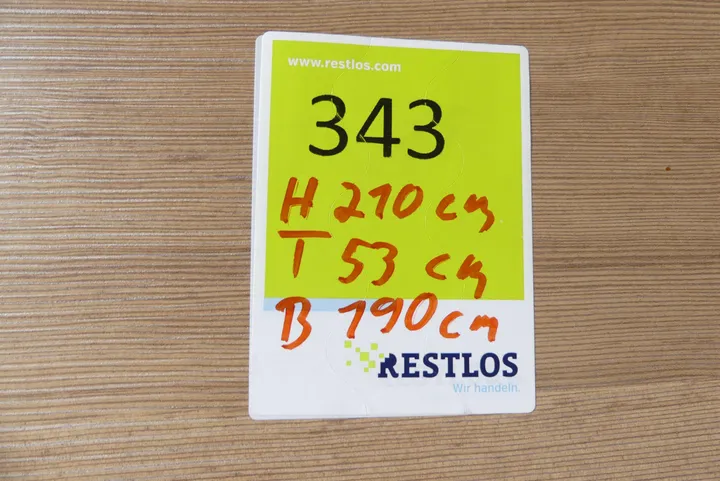 www.restlos.com
343
H 210 cm
T 53 cm
B 190 cm
RESTLOS
Wir handeln.